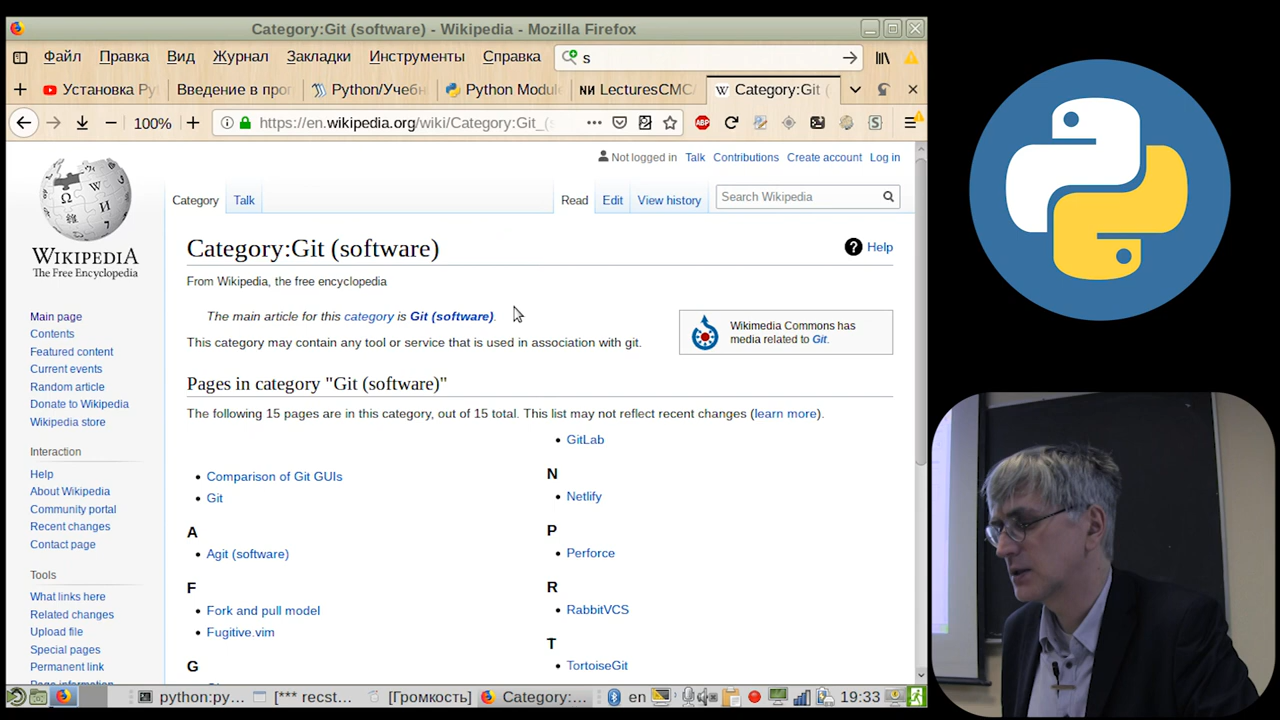 Category:Git (software) - Wikipedia - Mozilla Firefox
Файл Правка Вид Журнал Закладки Инструменты Справка s
Установка Py Введение в прог Python/Учебн Python Module LecturesCMC/ Category:Git (
100% https://en.wikipedia.org/wiki/Category:Git_(s
Not logged in Talk Contributions Create account Log in
Category Talk Read Edit View history Search Wikipedia
WIKIPEDIA
The Free Encyclopedia
Main page
Contents
Featured content
Current events
Random article
Donate to Wikipedia
Wikipedia store
Interaction
Help
About Wikipedia
Community portal
Recent changes
Contact page
Tools
What links here
Related changes
Upload file
Special pages
Permanent link
Page information
Category:Git (software)
Help
From Wikipedia, the free encyclopedia
The main article for this category is Git (software).
Wikimedia Commons has
media related to Git.
This category may contain any tool or service that is used in association with git.
Pages in category "Git (software)"
The following 15 pages are in this category, out of 15 total. This list may not reflect recent changes (learn more).
Comparison of Git GUIs
Git
A
Agit (software)
F
Fork and pull model
Fugitive.vim
G
GitLab
N
Netlify
P
Perforce
R
RabbitVCS
T
TortoiseGit
python:py... [*** recst... [Громкость] Category:... en 19:33